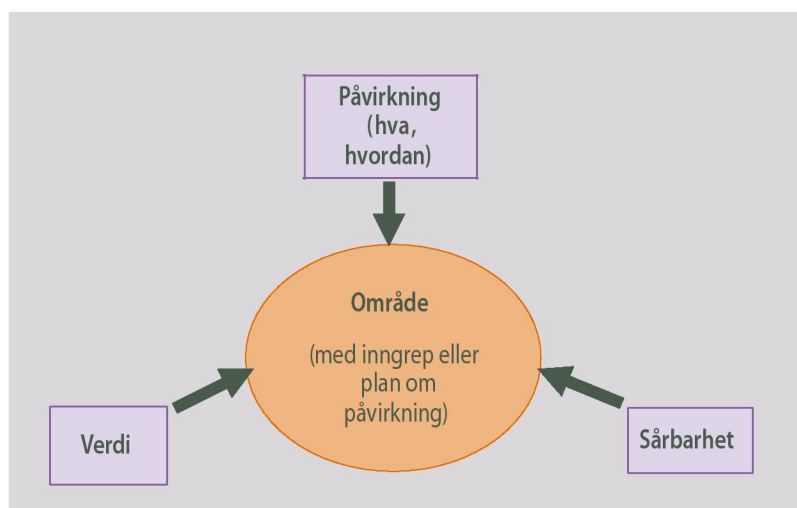 Påvirkning
(hva,
hvordan)
Område
(med inngrep eller
plan om
påvirkning)
Verdi
Sårbarhet